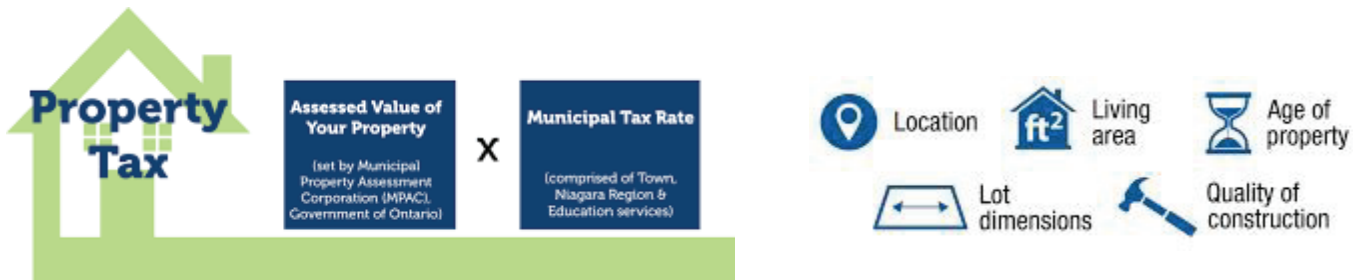 Property
Tax
Assessed Value of
Your Property
(set by Municipal
Property Assessment
Corporation (MPAC),
Government of Ontario)
X
Municipal Tax Rate
(comprised of Town,
Niagara Region &
Education services)
Location
ft²
Living
area
Age of
property
Lot
dimensions
Quality of
construction